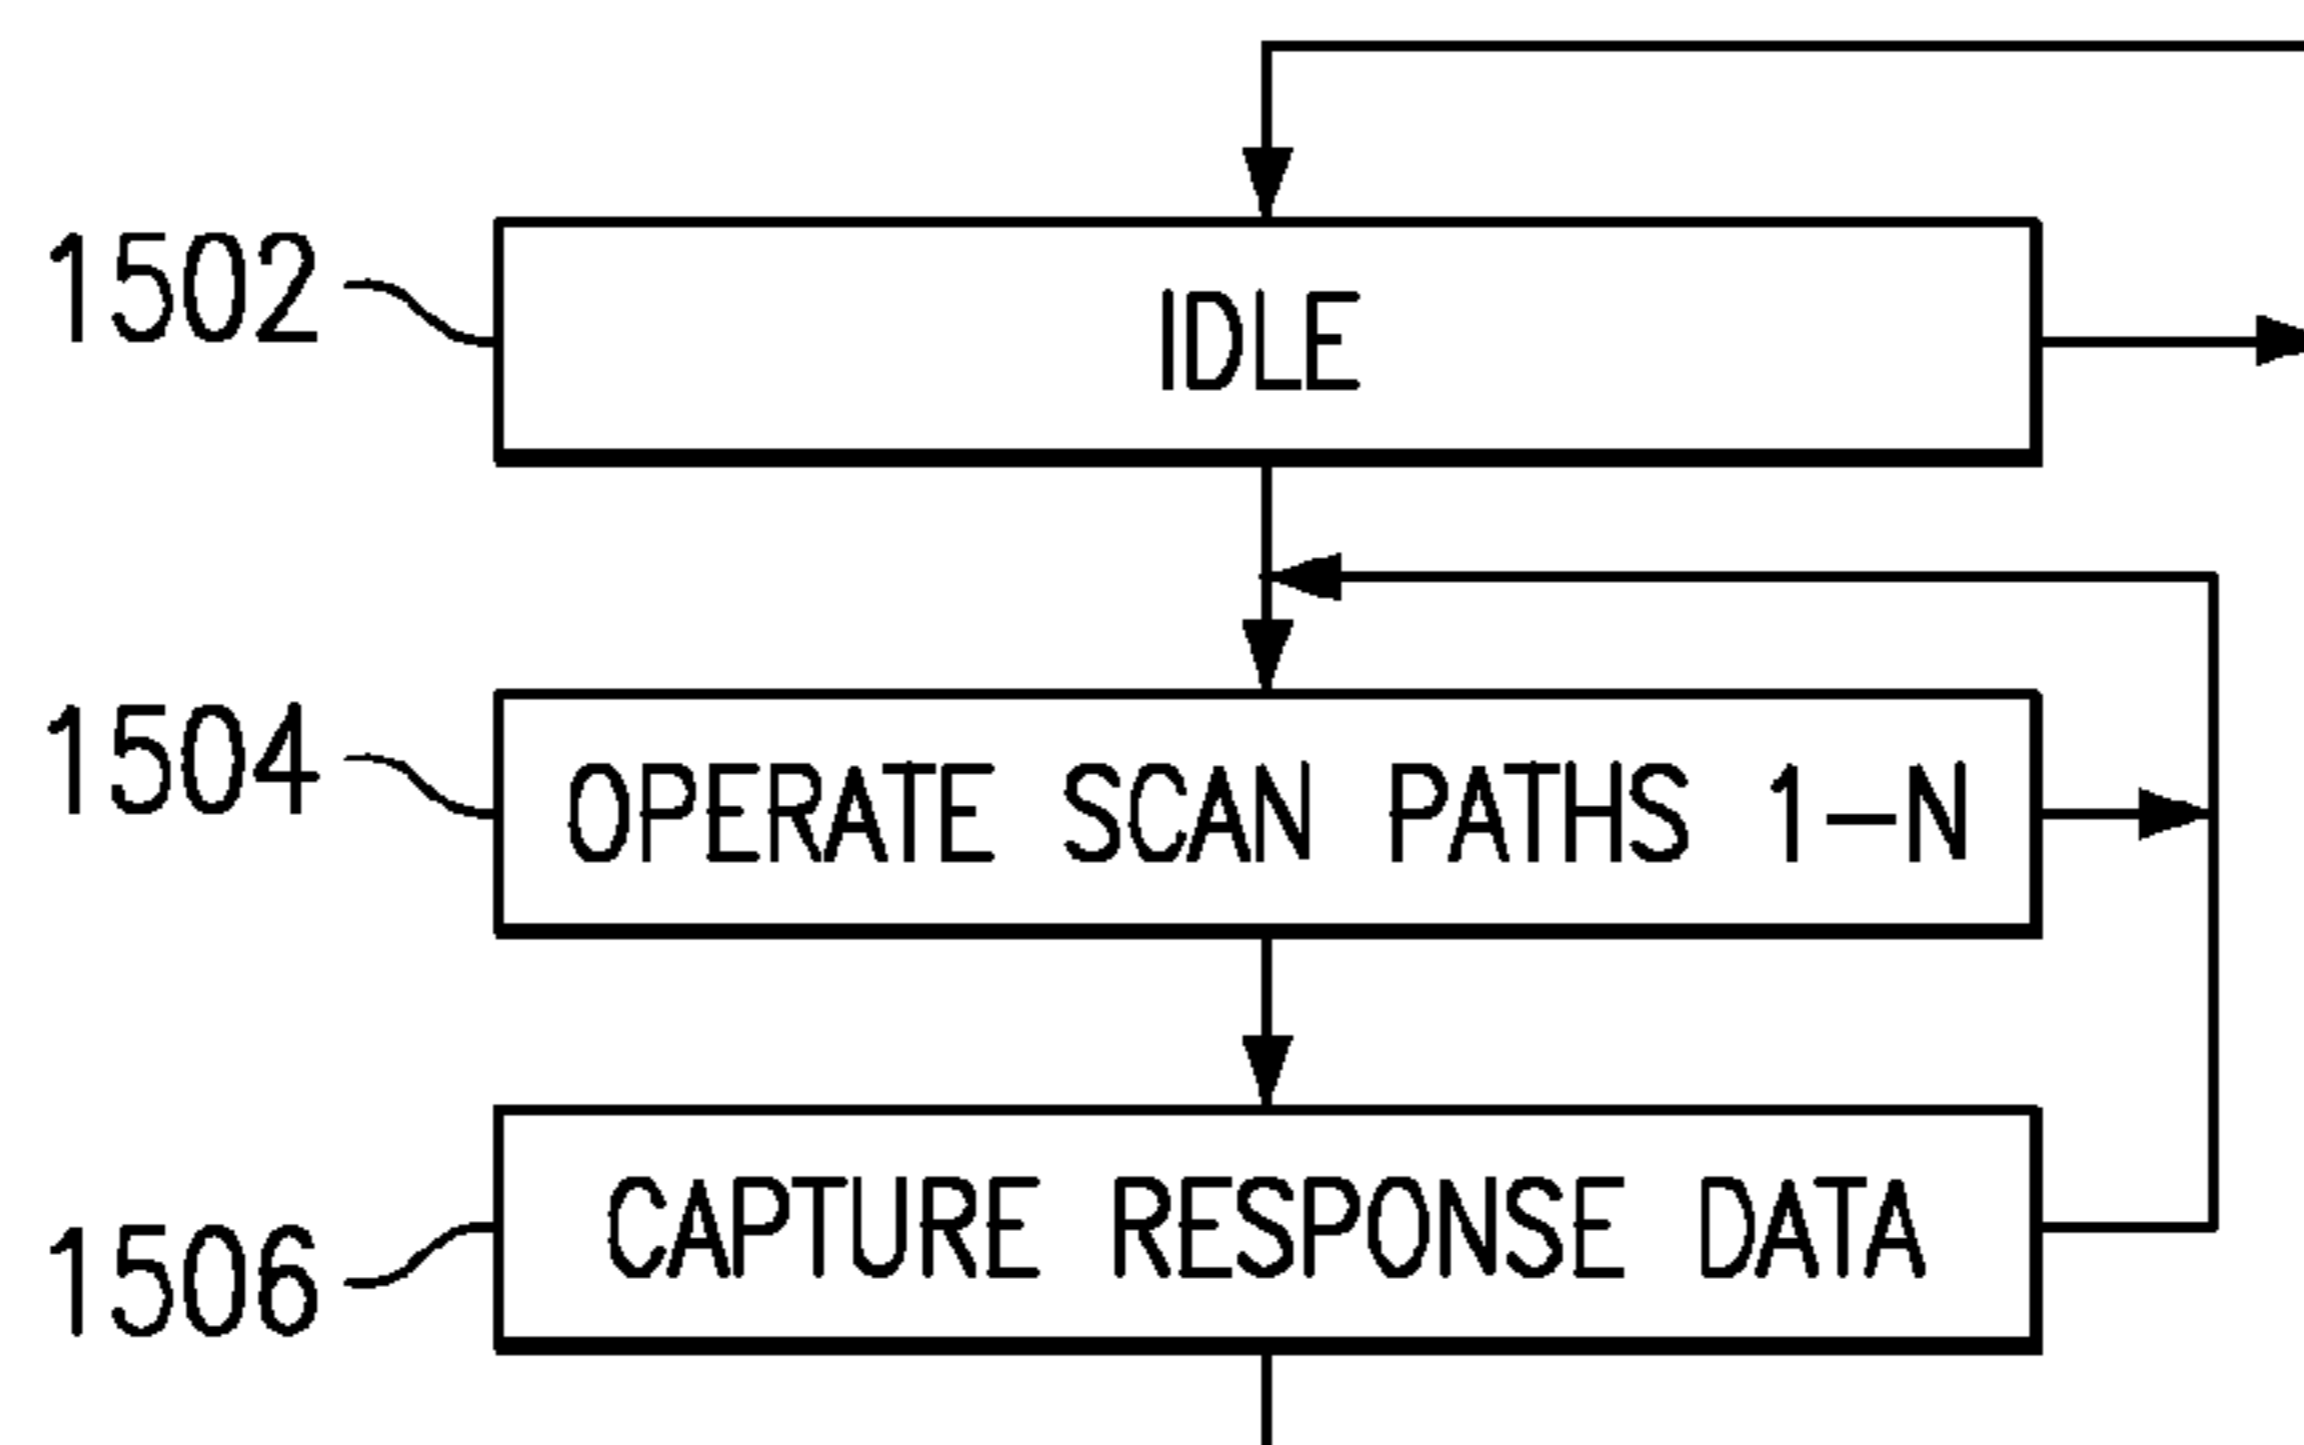 1502
IDLE
1504
OPERATE SCAN PATHS 1–N
1506
CAPTURE RESPONSE DATA